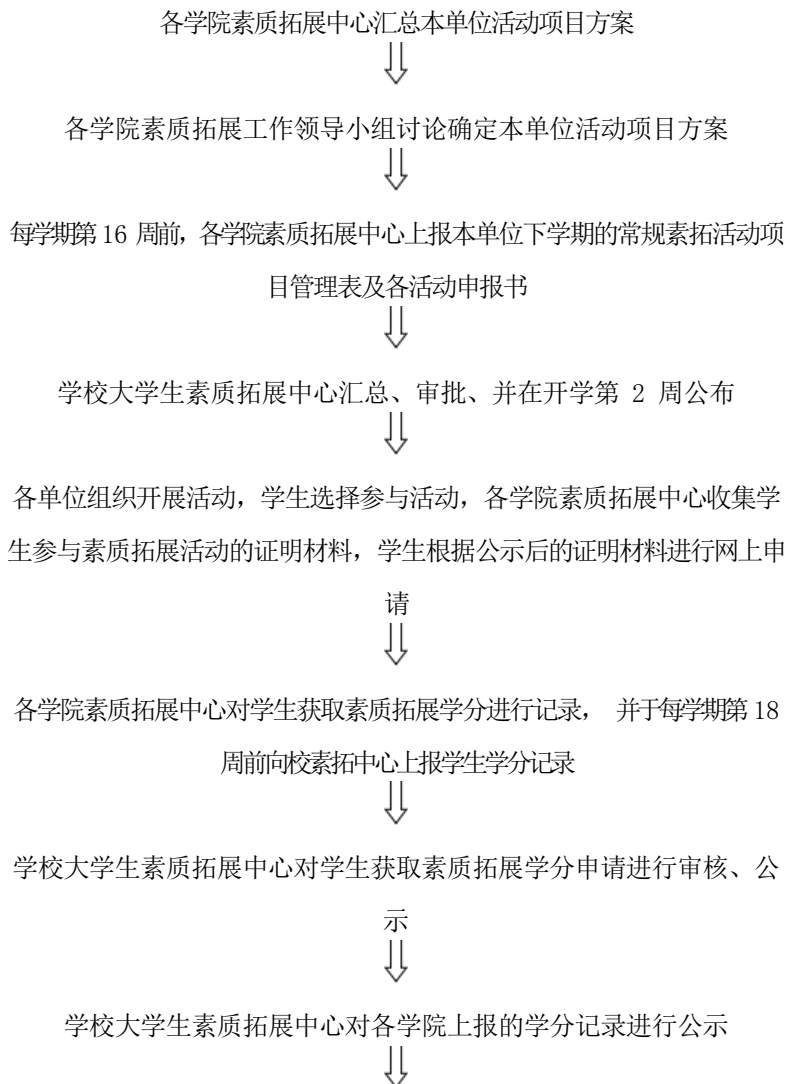 各学院素质拓展中心汇总本单位活动项目方案
各学院素质拓展工作领导小组讨论确定本单位活动项目方案
每学期第 16 周前，各学院素质拓展中心上报本单位下学期的常规素拓活动项
目管理表及各活动申报书
学校大学生素质拓展中心汇总、审批、并在开学第 2 周公布
各单位组织开展活动，学生选择参与活动，各学院素质拓展中心收集学
生参与素质拓展活动的证明材料，学生根据公示后的证明材料进行网上申
请
各学院素质拓展中心对学生获取素质拓展学分进行记录， 并于每学期第 18
周前向校素拓中心上报学生学分记录
学校大学生素质拓展中心对学生获取素质拓展学分申请进行审核、公
示
学校大学生素质拓展中心对各学院上报的学分记录进行公示